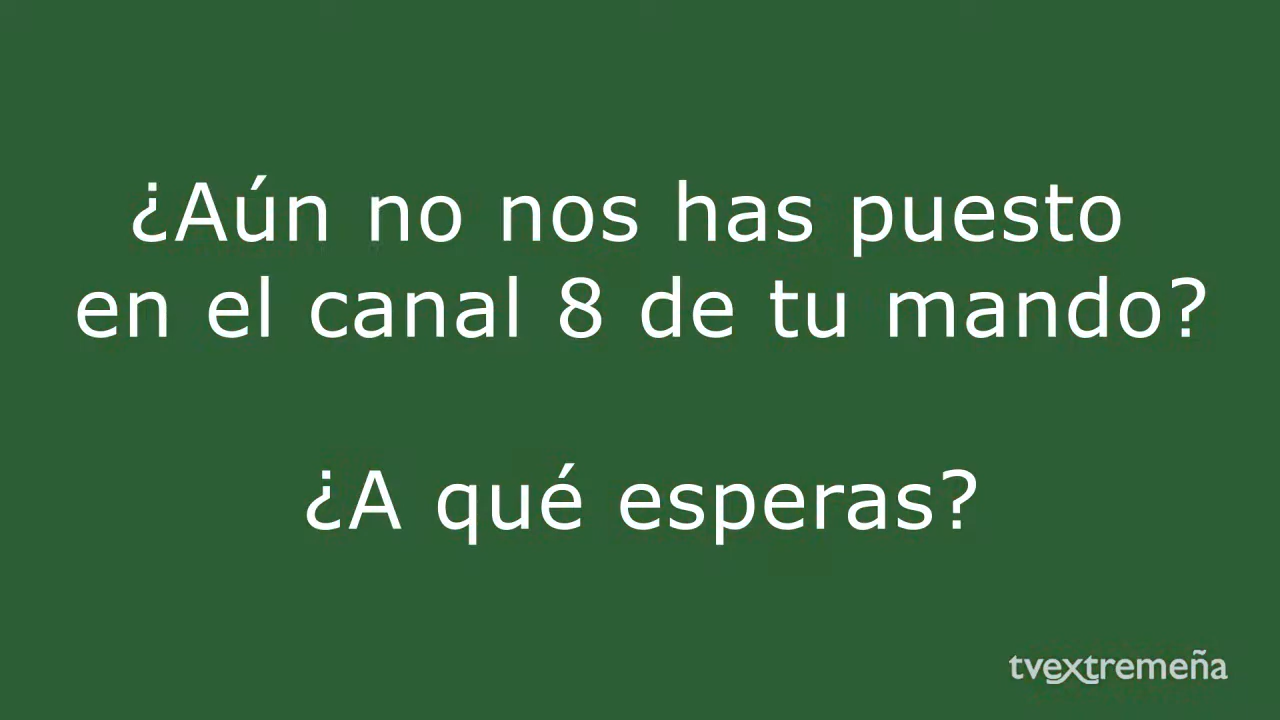 ¿Aún no nos has puesto
en el canal 8 de tu mando?
¿A qué esperas?
tvextremeña